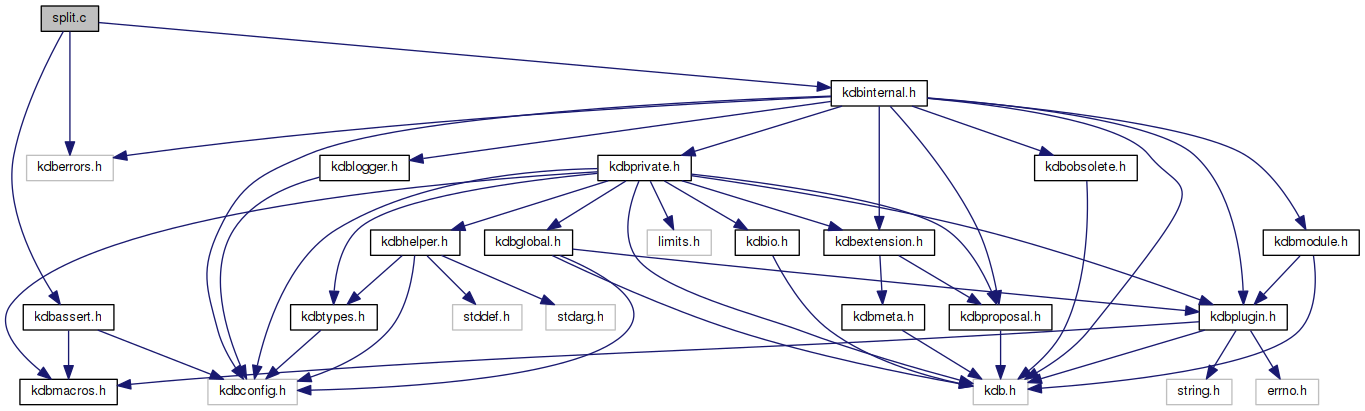 split.c
kdbinternal.h
kdberrors.h
kdblogger.h
kdbprivate.h
kdbobsolete.h
kdbhelper.h
kdbglobal.h
limits.h
kdbio.h
kdbextension.h
kdbmodule.h
kdbassert.h
kdbtypes.h
stddef.h
stdarg.h
kdbmeta.h
kdbproposal.h
kdbplugin.h
kdbmacros.h
kdbconfig.h
kdb.h
string.h
errno.h